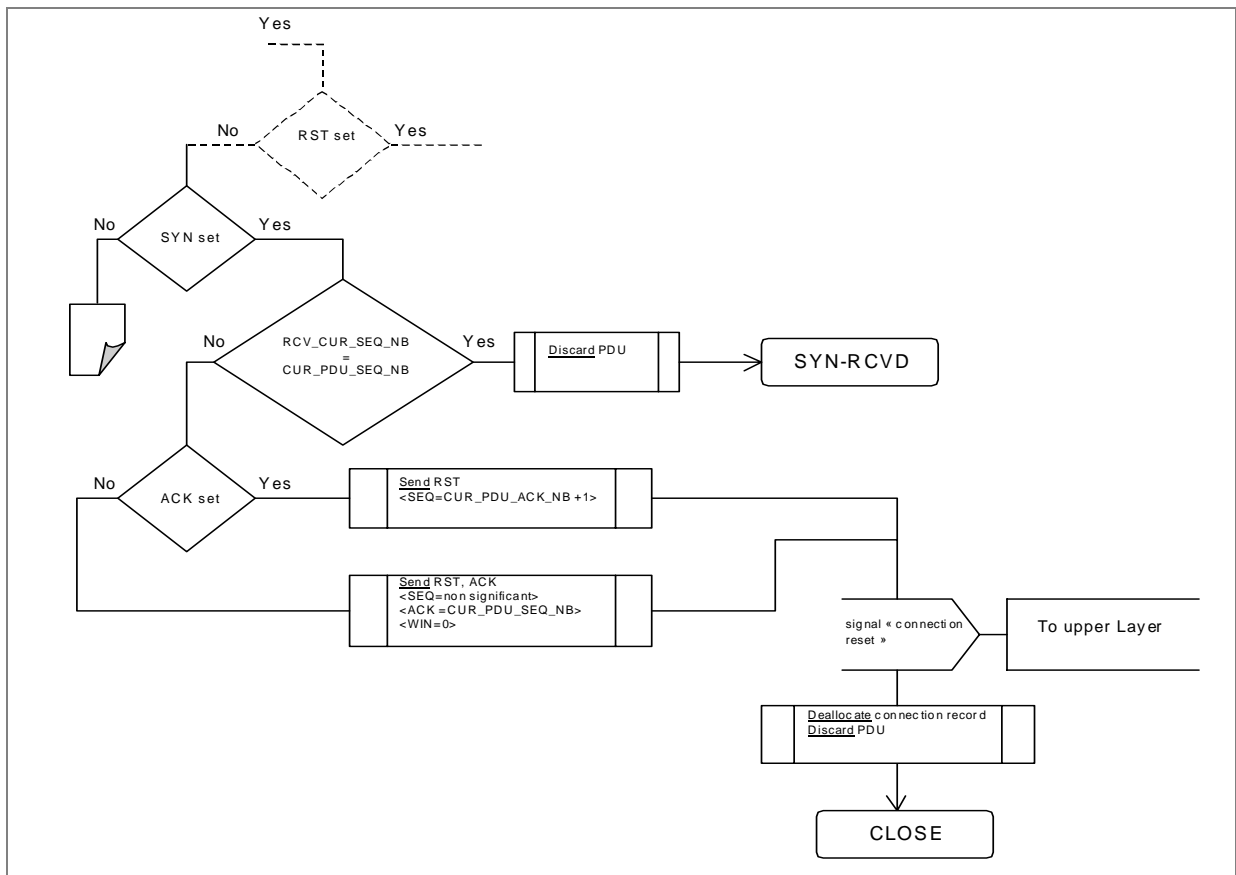 Yes
No
RST set
Yes
No
SYN set
Yes
No
RCV_CUR_SEQ_NB
=
CUR_PDU_SEQ_NB
Yes
Discard PDU
SYN-RCVD
No
ACK set
Yes
Send RST
<SEQ=CUR_PDU_ACK_NB +1>
Send RST, ACK
<SEQ=non significant>
<ACK=CUR_PDU_SEQ_NB>
<WIN=0>
signal « connection
reset »
To upper Layer
Deallocate connection record
Discard PDU
CLOSE